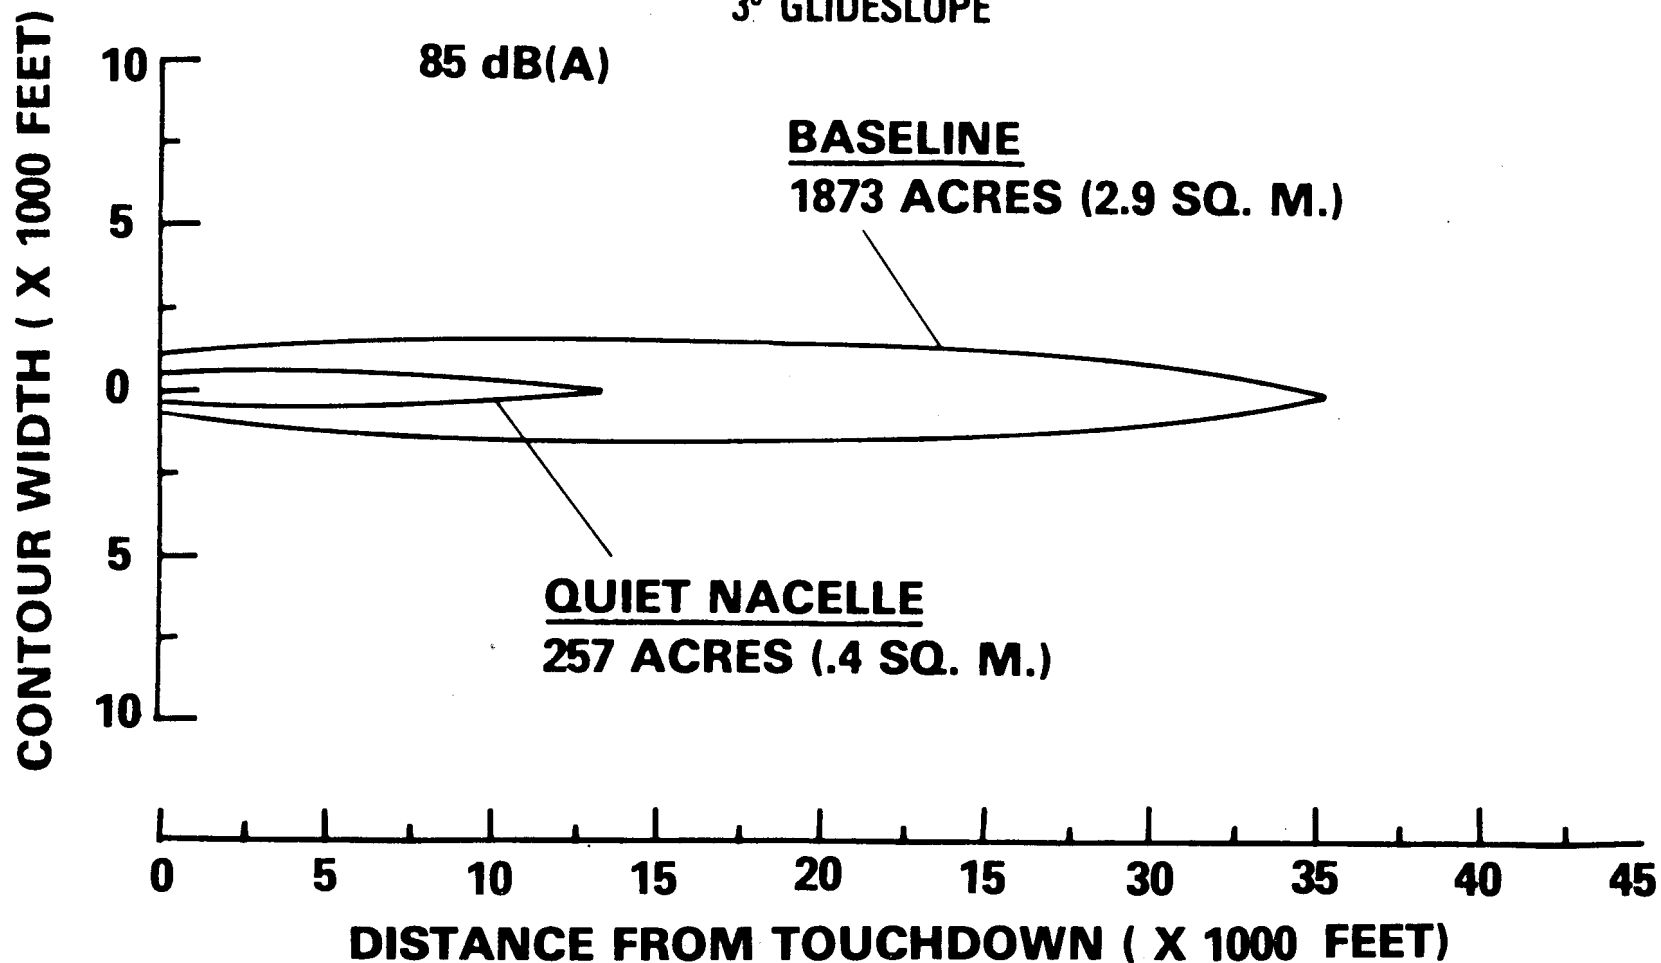 3° GLIDESLOPE
85 dB(A)
BASELINE
1873 ACRES (2.9 SQ. M.)
QUIET NACELLE
257 ACRES (.4 SQ. M.)
CONTOUR WIDTH ( X 1000 FEET)
10
5
0
5
10
0 5 10 15 20 15 30 35 40 45
DISTANCE FROM TOUCHDOWN ( X 1000 FEET)